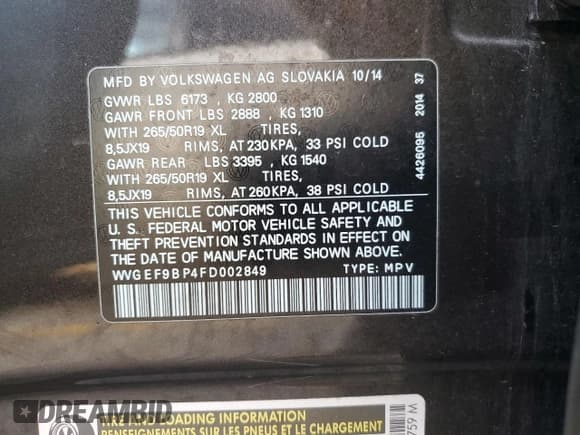 MFD BY VOLKSWAGEN AG SLOVAKIA 10/14
GVWR LBS 6173 , KG 2800
GAWR FRONT LBS 2888 , KG 1310
WITH 265/50R19 XL TIRES,
8,5JX19 RIMS, AT 230KPA, 33 PSI COLD
GAWR REAR LBS 3395 , KG 1540
WITH 265/50R19 XL TIRES,
8,5JX19 RIMS, AT 260KPA, 38 PSI COLD
THIS VEHICLE CONFORMS TO ALL APPLICABLE
U. S. FEDERAL MOTOR VEHICLE SAFETY AND
THEFT PREVENTION STANDARDS IN EFFECT ON
THE DATE OF MANUFACTURE SHOWN ABOVE.
WVGEF9BP4FD002849 TYPE: MPV
4426095 2014 37
TIRE AND LOADING INFORMATION
RENSEIGNEMENTS SUR LES PNEUS ET LE CHARGEMENT
759 M
DREAMBID